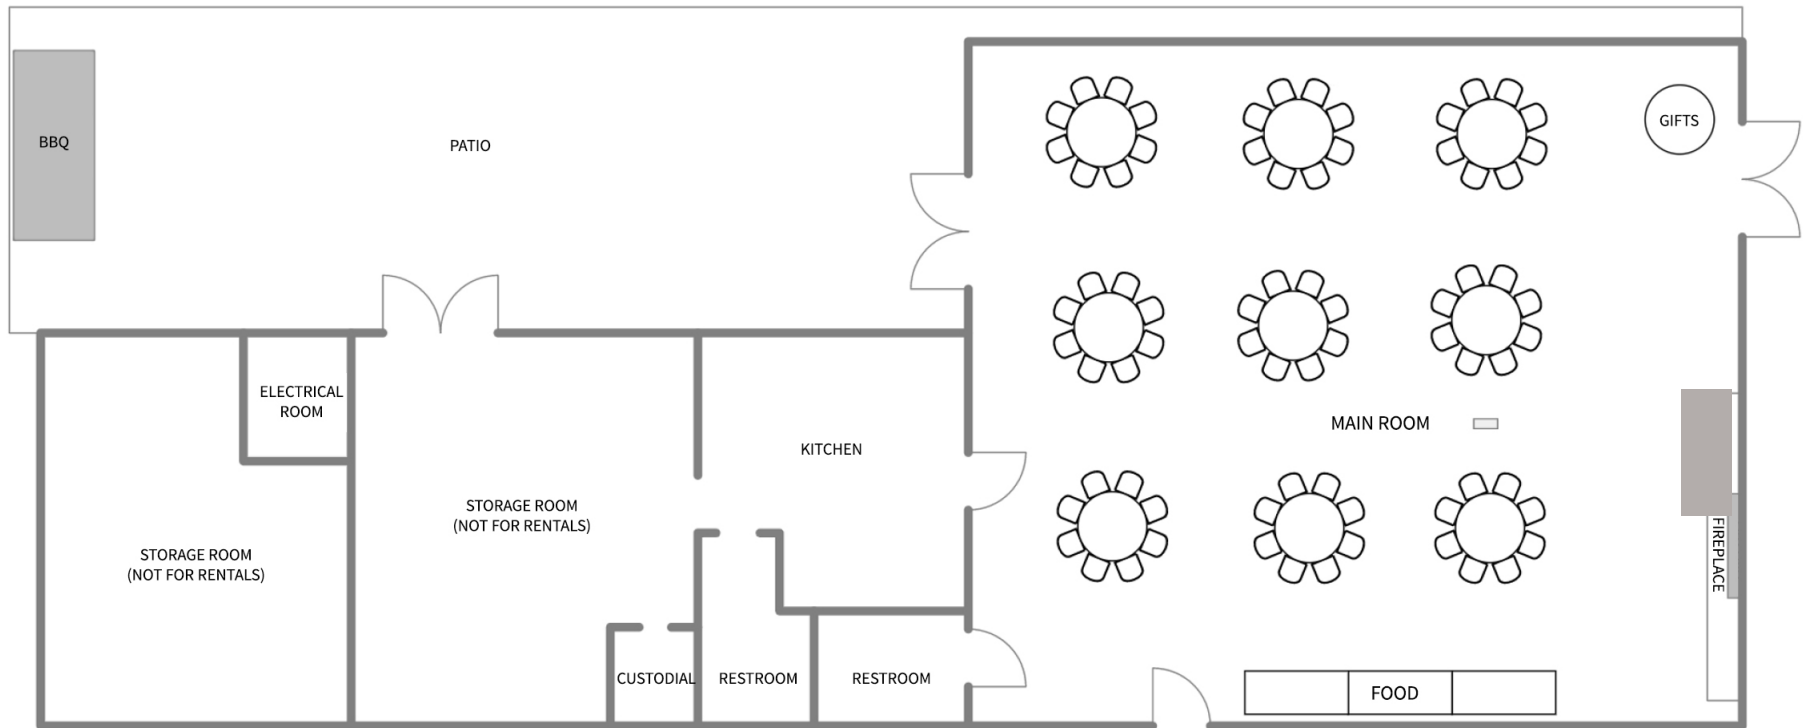 BBQ
PATIO
GIFTS
ELECTRICAL
ROOM
MAIN ROOM
KITCHEN
STORAGE ROOM
(NOT FOR RENTALS)
STORAGE ROOM
(NOT FOR RENTALS)
FIREPLACE
CUSTODIAL
RESTROOM
RESTROOM
FOOD